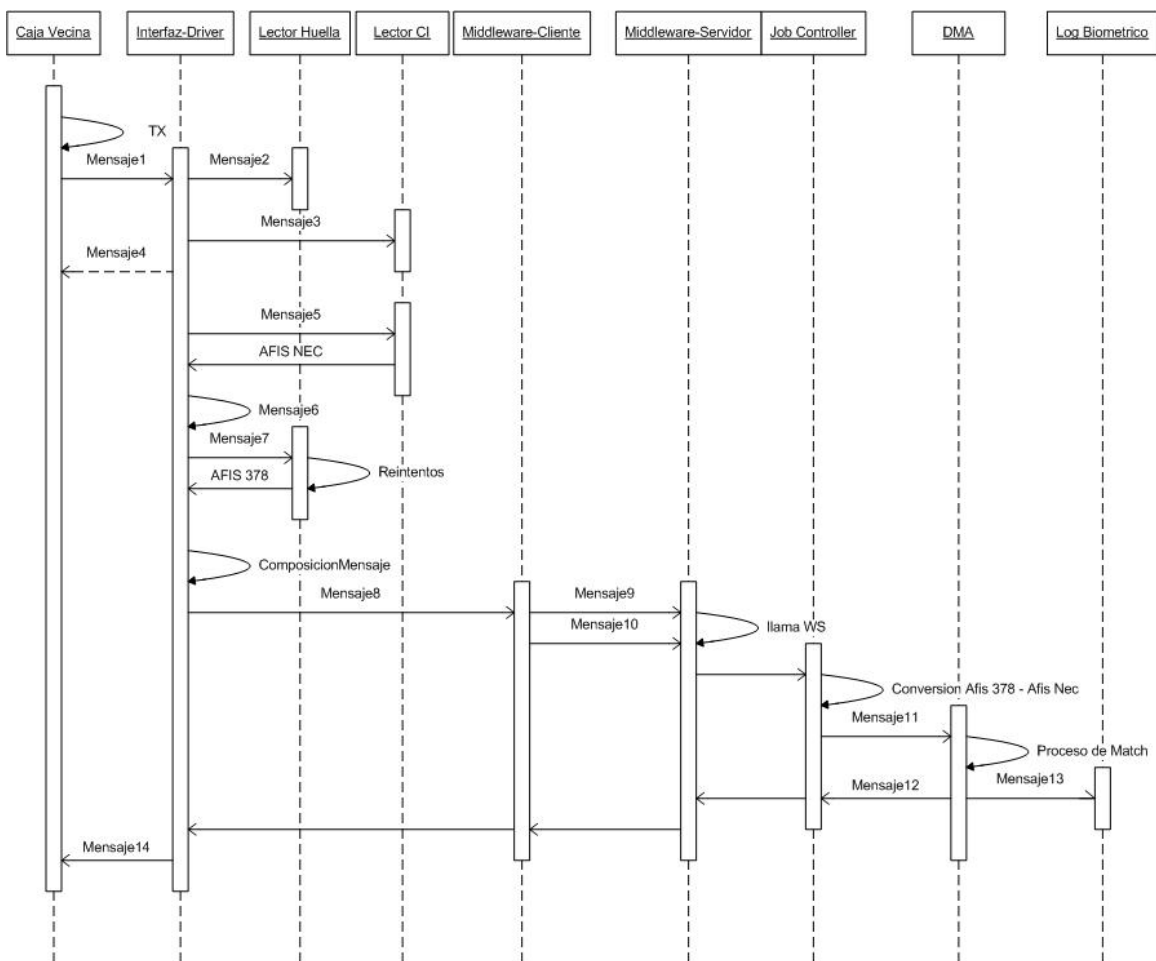 Caja Vecina
Interfaz-Driver
Lector Huella
Lector CI
Middleware-Cliente
Middleware-Servidor
Job Controller
DMA
Log Biometrico
TX
Mensaje1
Mensaje2
Mensaje3
Mensaje4
Mensaje5
AFIS NEC
Mensaje6
Mensaje7
AFIS 378
Reintentos
ComposicionMensaje
Mensaje8
Mensaje9
Mensaje10
llama WS
Conversion Afis 378 - Afis Nec
Mensaje11
Proceso de Match
Mensaje12
Mensaje13
Mensaje14